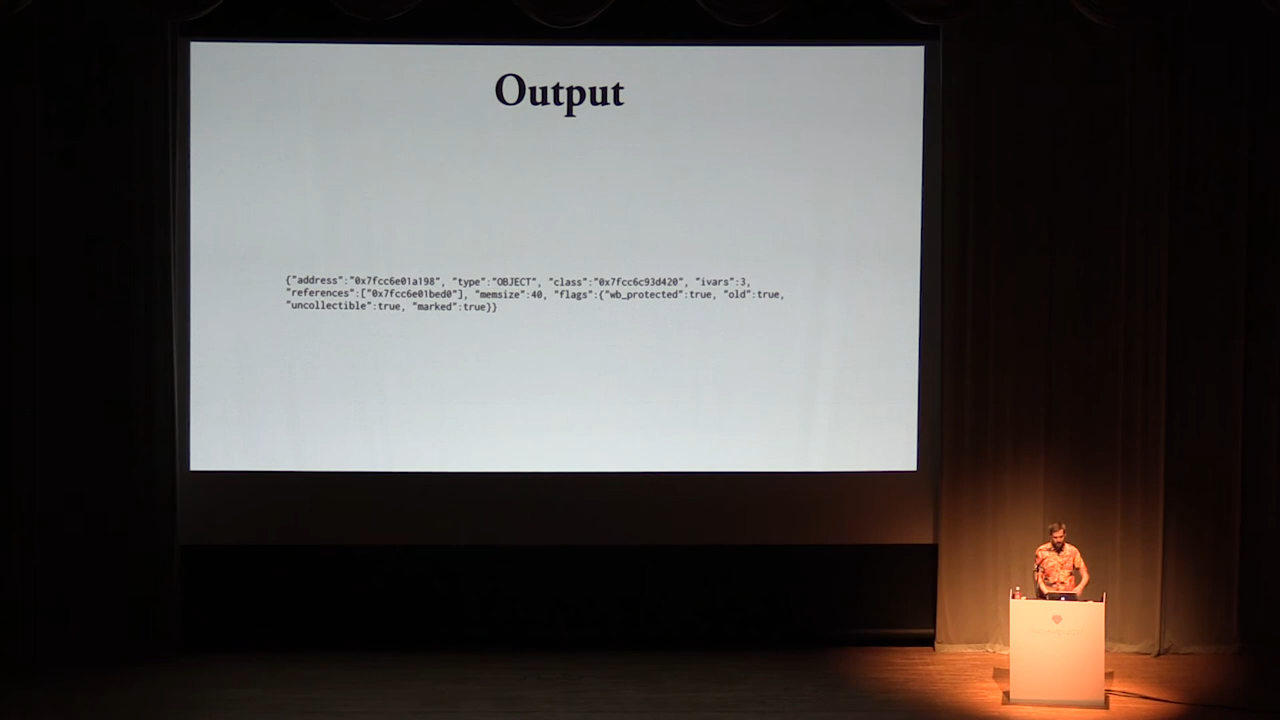 Output
{"address":"0x7fcc6e01a198", "type":"OBJECT", "class":"0x7fcc6c93d420", "ivars":3,
"references":["0x7fcc6e01bed0"], "memsize":40, "flags":{"wb_protected":true, "old":true,
"uncollectible":true, "marked":true}}